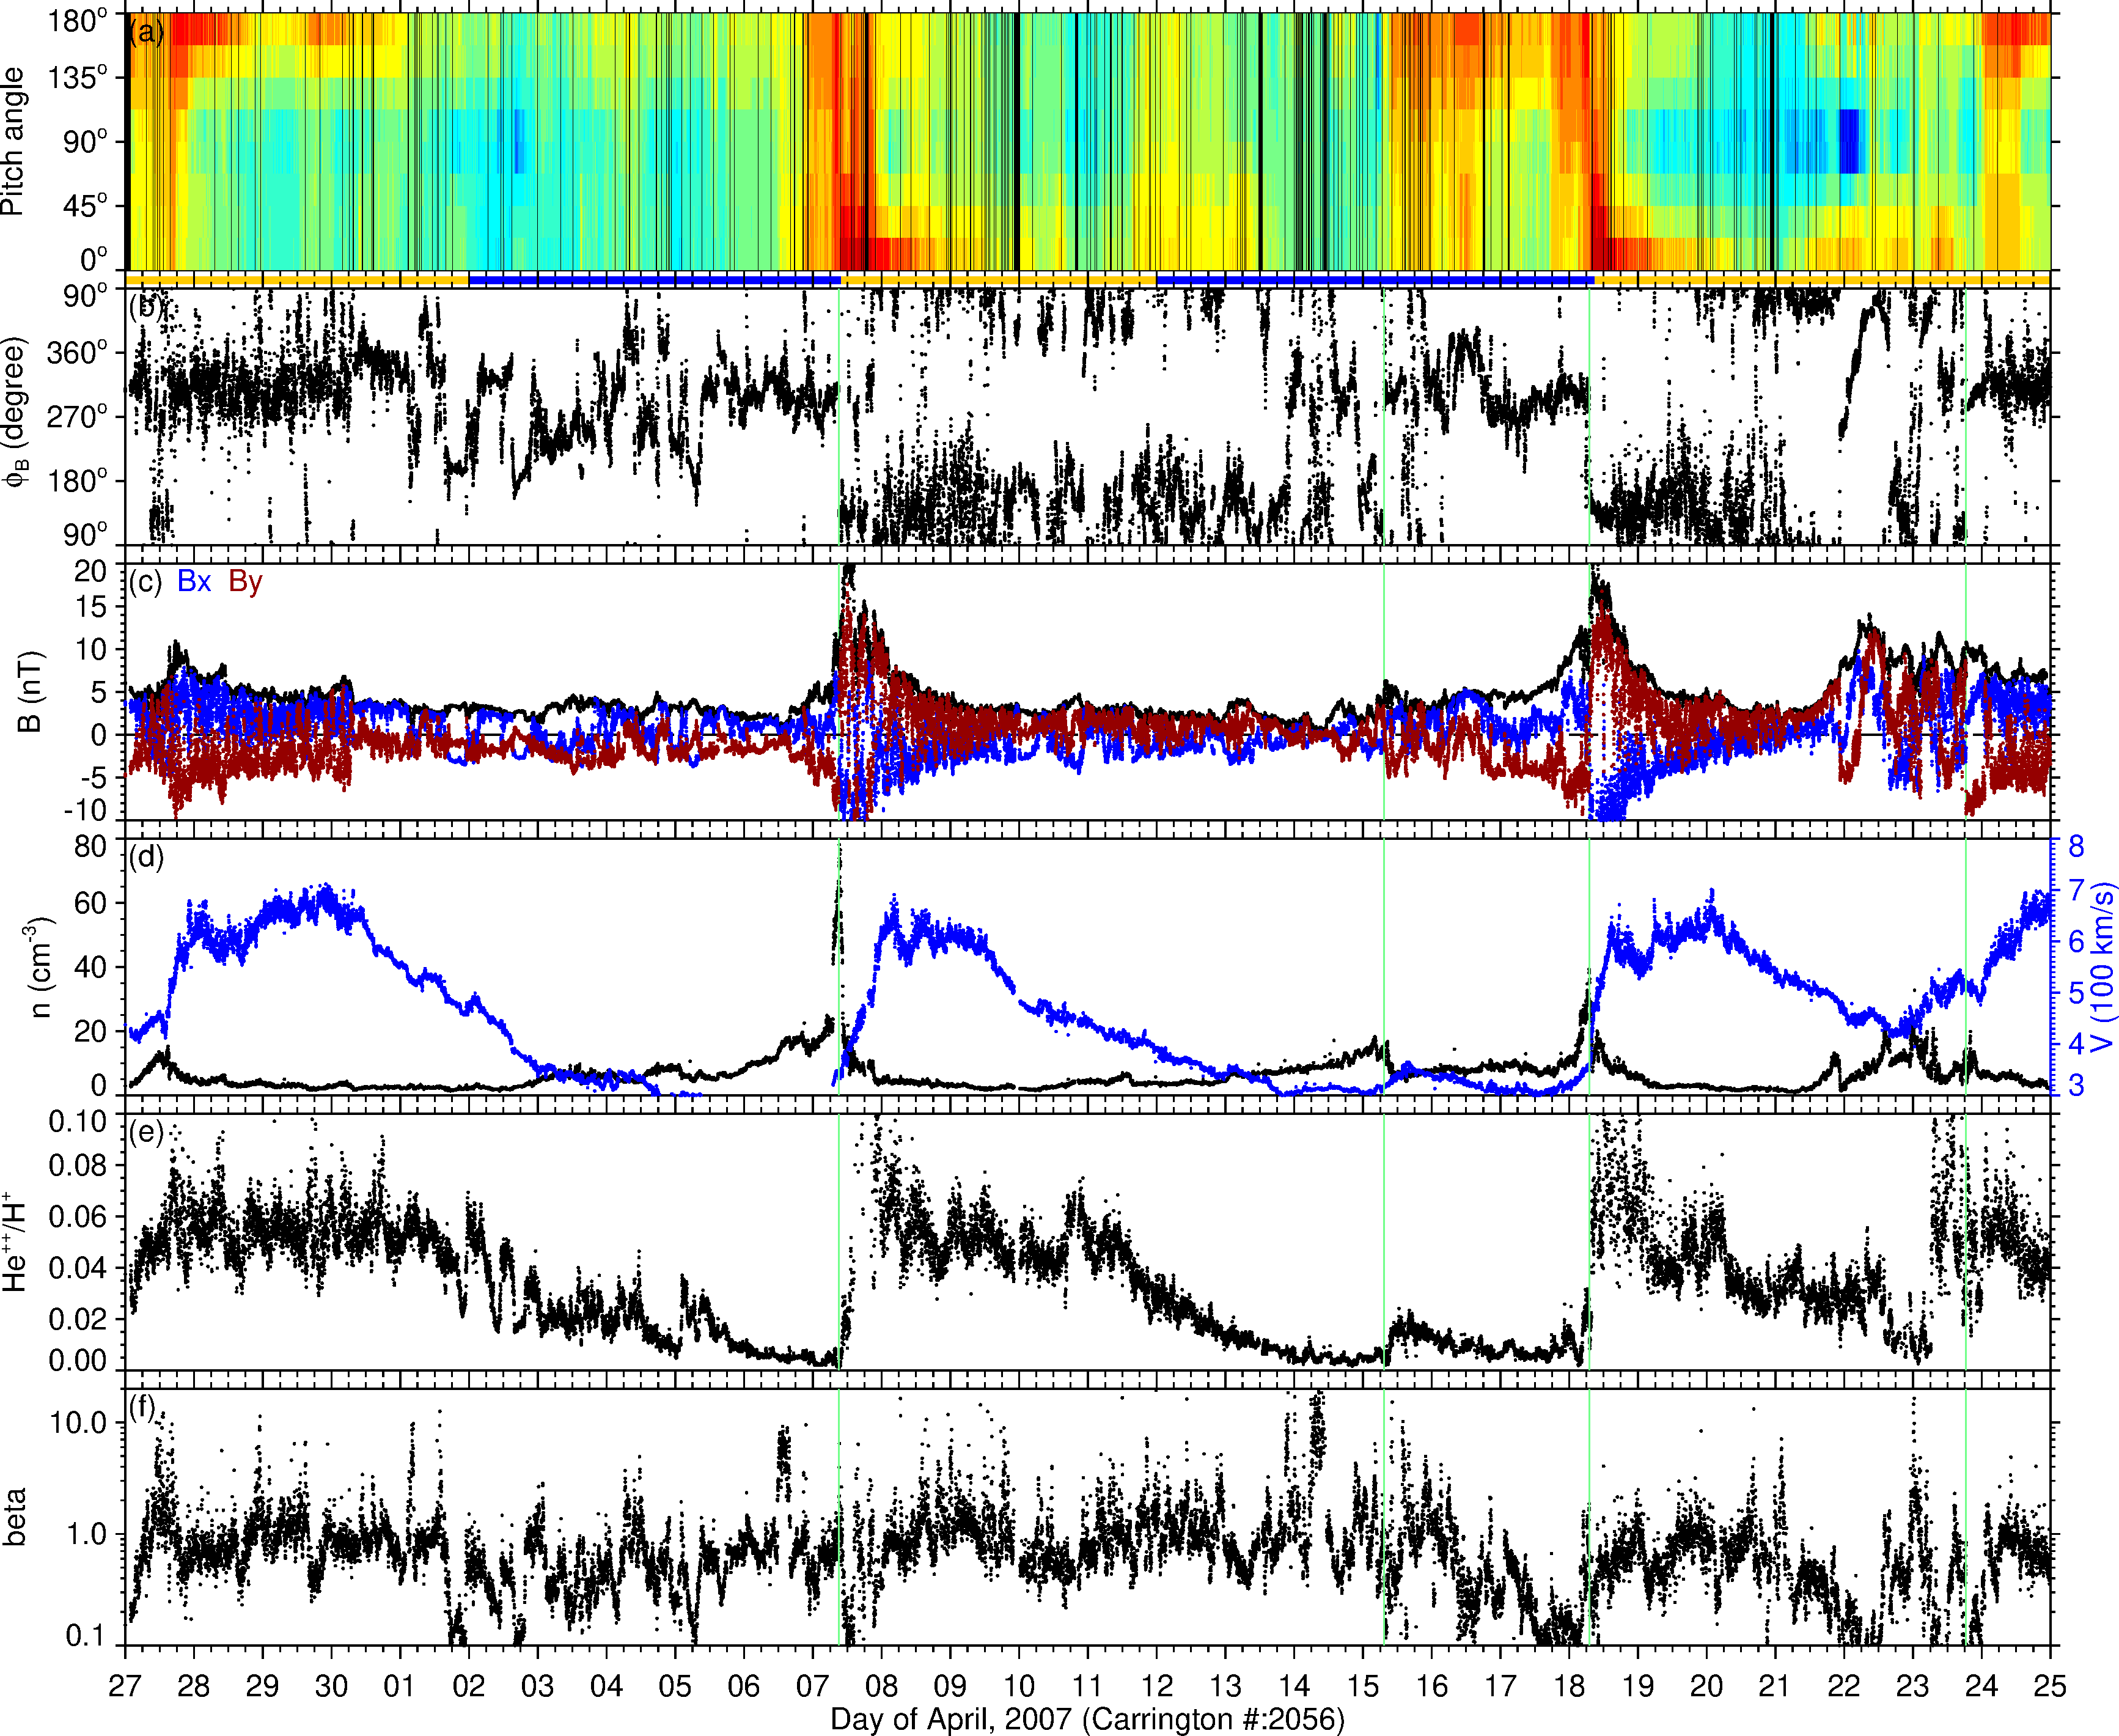 (a)
Pitch angle
180°
135°
90°
45°
0°
(b)
ϕB (degree)
90°
360°
270°
180°
90°
(c) Bx By
B (nT)
20
15
10
5
0
-5
-10
(d)
n (cm-3)
80
60
40
20
0
8
7
6
5
4
3
V (100 km/s)
(e)
He++/H+
0.10
0.08
0.06
0.04
0.02
0.00
(f)
beta
10.0
1.0
0.1
27 28 29 30 01 02 03 04 05 06 07 08 09 10 11 12 13 14 15 16 17 18 19 20 21 22 23 24 25
Day of April, 2007 (Carrington #:2056)